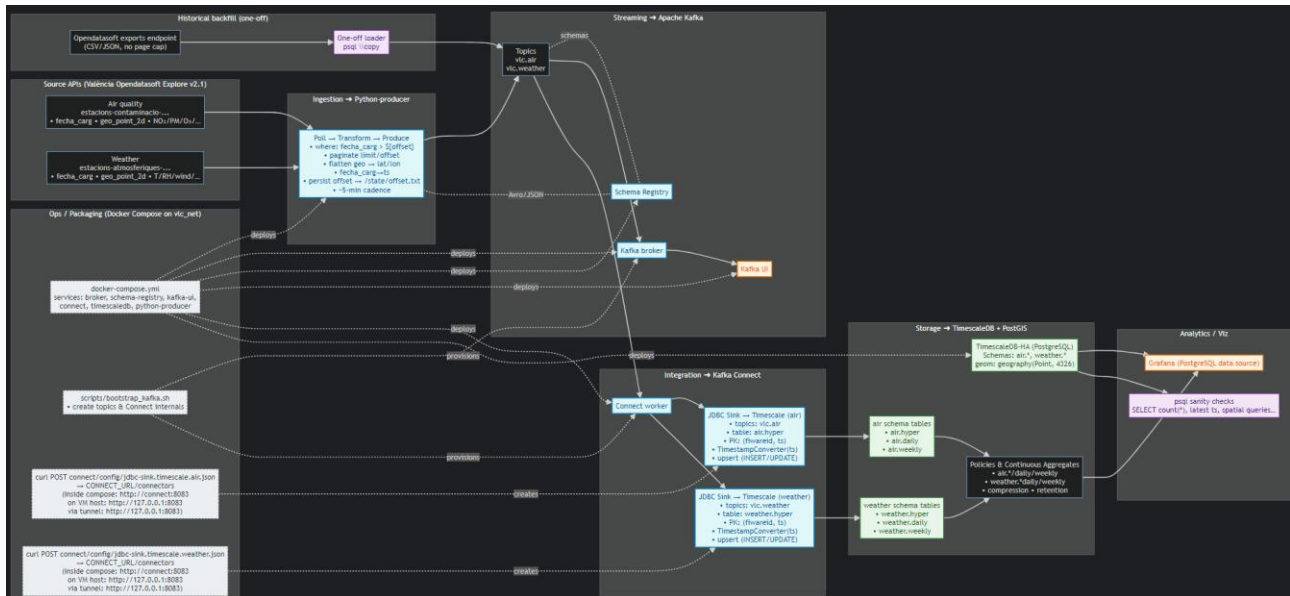 Historical backfill (one-off)
Opendatasoft exports endpoint
(CSV/JSON, no page cap)
One-off loader
psql \\copy
Source APIs (València Opendatasoft Explore v2.1)
Air quality
estacions-contaminacio-...
• fecha_carg • geo_point_2d • NO₂/PM/O₃/…
Weather
estacions-atmosferiques-...
• fecha_carg • geo_point_2d • T/RH/wind/…
Ingestion → Python-producer
Poll → Transform → Produce
• where: fecha_carg > ${offset}
• paginate limit/offset
• flatten geo → lat/lon
• fecha_carg→ts
• persist offset → /state/offset.txt
• ~5-min cadence
Streaming → Apache Kafka
Topics
vlc.air
vlc.weather
schemas
Avro/JSON
Schema Registry
Kafka broker
Kafka UI
Ops / Packaging (Docker Compose on vlc_net)
docker-compose.yml
services: broker, schema-registry, kafka-ui,
connect, timescaledb, python-producer
scripts/bootstrap_kafka.sh
• create topics & Connect internals
curl POST connect/config/jdbc-sink.timescale.air.json
→ CONNECT_URL/connectors
(inside compose: http://connect:8083
on VM host: http://127.0.0.1:8083
via tunnel: http://127.0.0.1:8083)
curl POST connect/config/jdbc-sink.timescale.weather.json
→ CONNECT_URL/connectors
(inside compose: http://connect:8083
on VM host: http://127.0.0.1:8083
via tunnel: http://127.0.0.1:8083)
deploys
deploys
deploys
deploys
deploys
deploys
provisions
provisions
creates
creates
Integration → Kafka Connect
Connect worker
JDBC Sink → Timescale (air)
• topics: vlc.air
• table: air.hyper
• PK: (fiwareid, ts)
• TimestampConverter(ts)
• upsert (INSERT/UPDATE)
JDBC Sink → Timescale (weather)
• topics: vlc.weather
• table: weather.hyper
• PK: (fiwareid, ts)
• TimestampConverter(ts)
• upsert (INSERT/UPDATE)
Storage → TimescaleDB + PostGIS
TimescaleDB-HA (PostgreSQL)
Schemas: air.*, weather.*
geom: geography(Point, 4326)
air schema tables
• air.hyper
• air.daily
• air.weekly
weather schema tables
• weather.hyper
• weather.daily
• weather.weekly
Policies & Continuous Aggregates
• air.*/daily/weekly
• weather.*daily/weekly
• compression • retention
Analytics / Viz
Grafana (PostgreSQL data source)
psql sanity checks
SELECT count(*), latest ts, spatial queries…